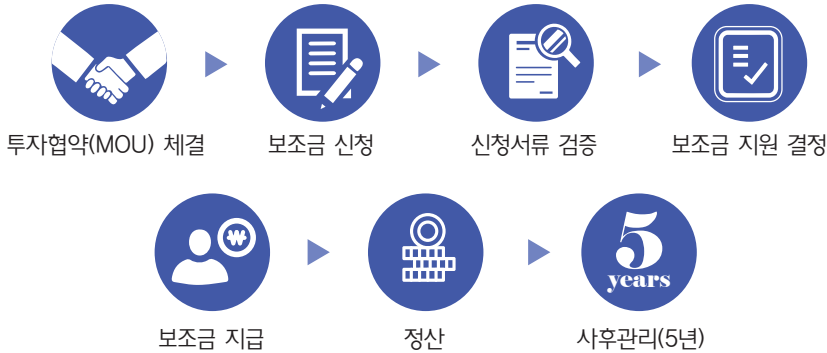 투자협약(MOU) 체결
보조금 신청
신청서류 검증
보조금 지원 결정
₩
5
years
보조금 지급
정산
사후관리(5년)